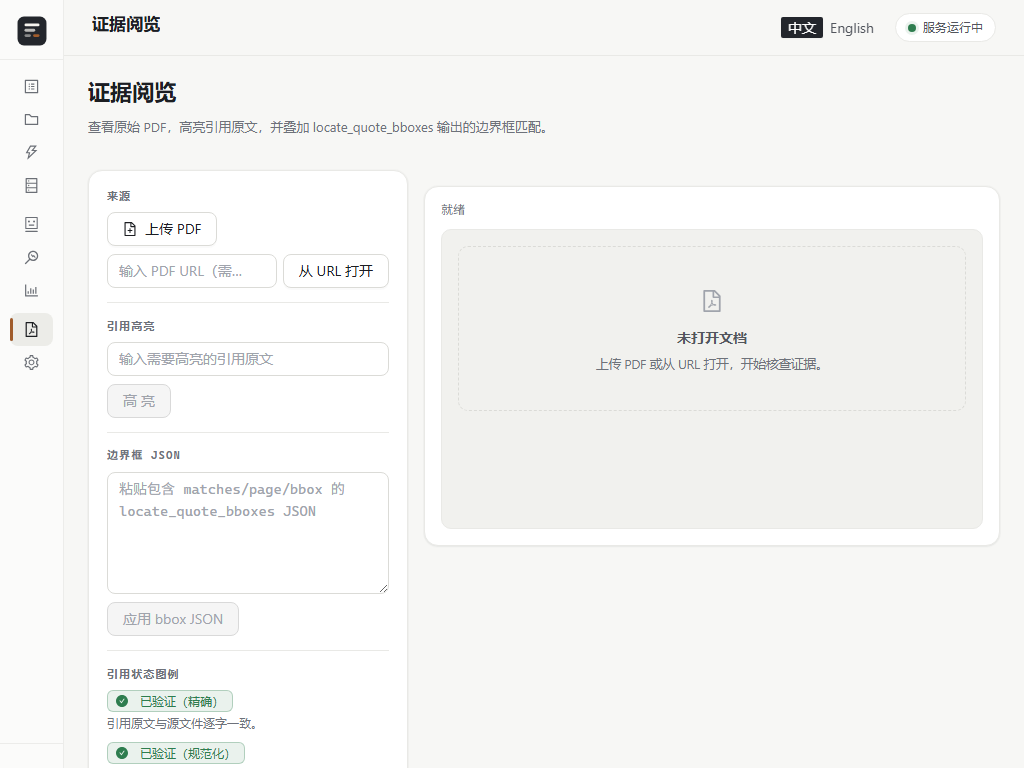 证据阅览
中文 English 服务运行中
证据阅览
查看原始 PDF，高亮引用原文，并叠加 locate_quote_bboxes 输出的边界框匹配。
来源
上传 PDF
输入 PDF URL（需...
从 URL 打开
引用高亮
输入需要高亮的引用原文
高 亮
边界框 JSON
粘贴包含 matches/page/bbox 的
locate_quote_bboxes JSON
应用 bbox JSON
引用状态图例
已验证（精确）
引用原文与源文件逐字一致。
已验证（规范化）
就绪
未打开文档
上传 PDF 或从 URL 打开，开始核查证据。